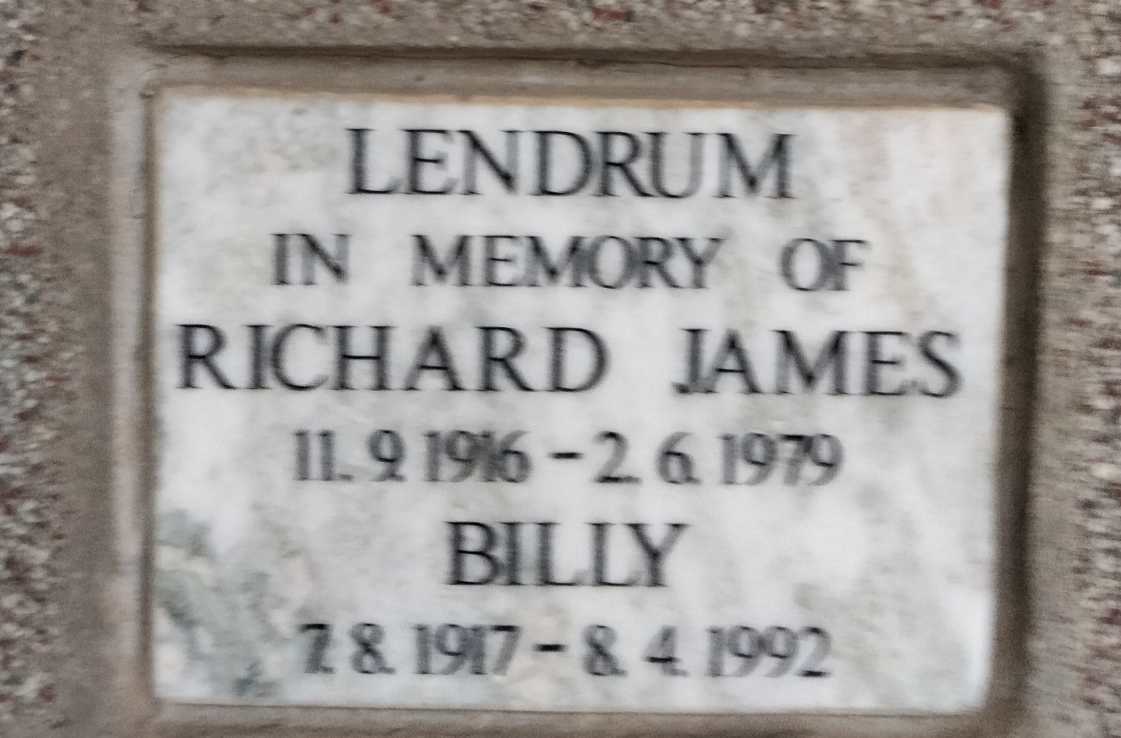 LENDRUM
IN MEMORY OF
RICHARD JAMES
11. 9. 1916 - 2. 6. 1979
BILLY
7. 8. 1917 - 8. 4. 1992